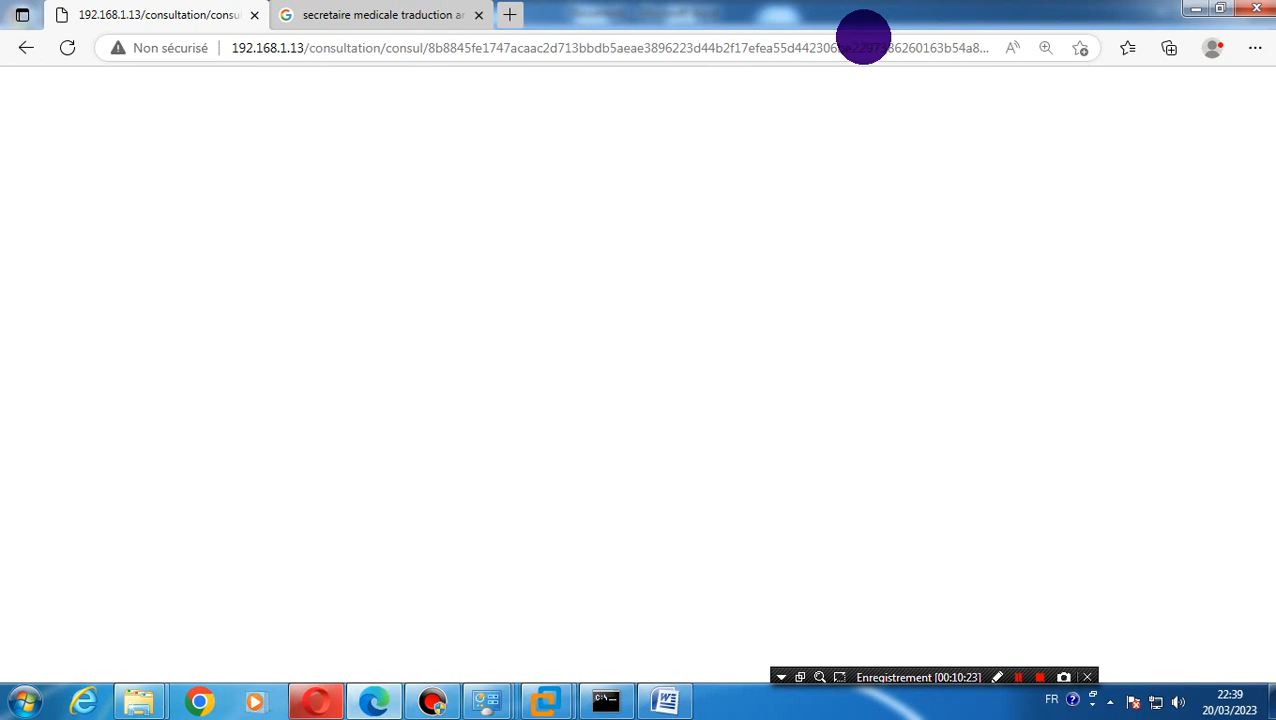 192.168.1.13/consultation/consu
secretaire medicale traduction ar
Non sécurisé
192.168.1.13/consultation/consul/8b8845fe1747acaac2d713bbdb5aeae3896223d44b2f17efea55d442306
Enregistrement [00:10:23]
FR
22:39
20/03/2023